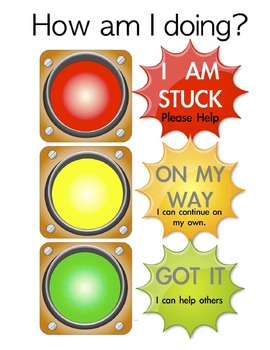 How am I doing?
I AM
STUCK
Please Help
ON MY
WAY
I can continue on
my own.
GOT IT
I can help others